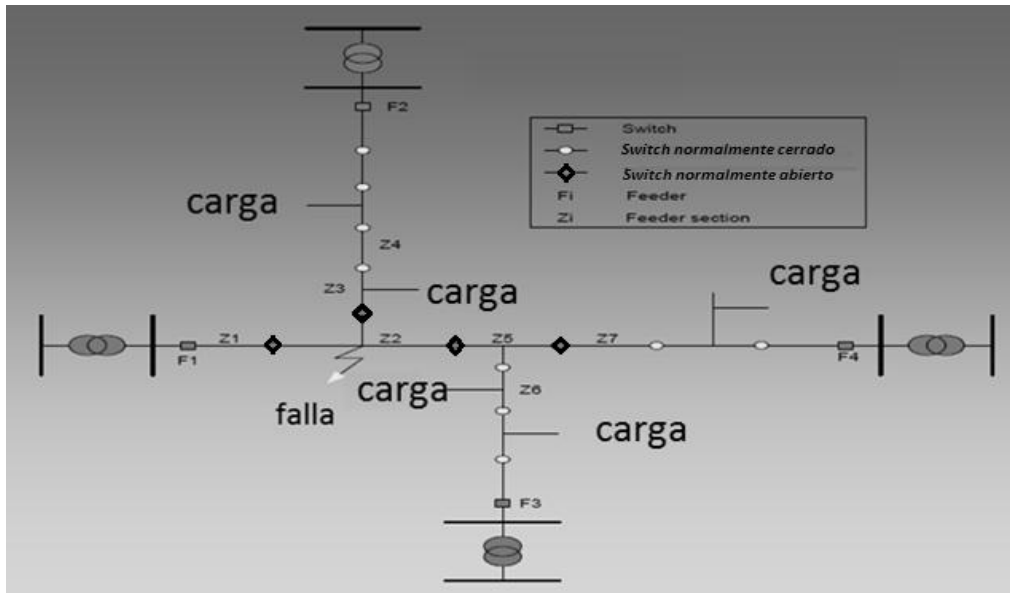 F2
Switch
Switch normalmente cerrado
Switch normalmente abierto
Fi Feeder
Zi Feeder section
carga
Z4
Z3
carga
carga
F1
Z1
Z2
Z5
Z7
F4
falla
carga
Z6
carga
F3